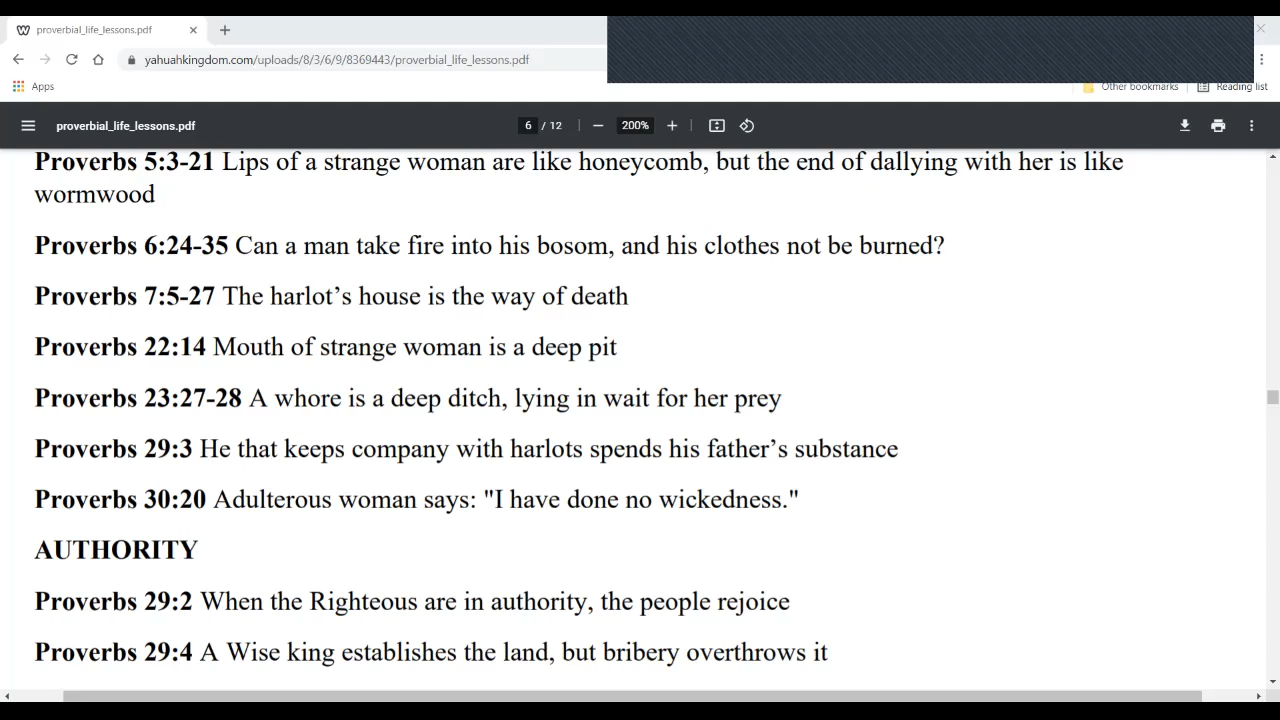 proverbial_life_lessons.pdf
yahuahkingdom.com/uploads/8/3/6/9/8369443/proverbial_life_lessons.pdf
Apps
Other bookmarks
Reading list
proverbial_life_lessons.pdf
6 / 12
200%
Proverbs 5:3-21 Lips of a strange woman are like honeycomb, but the end of dallying with her is like
wormwood
Proverbs 6:24-35 Can a man take fire into his bosom, and his clothes not be burned?
Proverbs 7:5-27 The harlot’s house is the way of death
Proverbs 22:14 Mouth of strange woman is a deep pit
Proverbs 23:27-28 A whore is a deep ditch, lying in wait for her prey
Proverbs 29:3 He that keeps company with harlots spends his father’s substance
Proverbs 30:20 Adulterous woman says: "I have done no wickedness."
AUTHORITY
Proverbs 29:2 When the Righteous are in authority, the people rejoice
Proverbs 29:4 A Wise king establishes the land, but bribery overthrows it